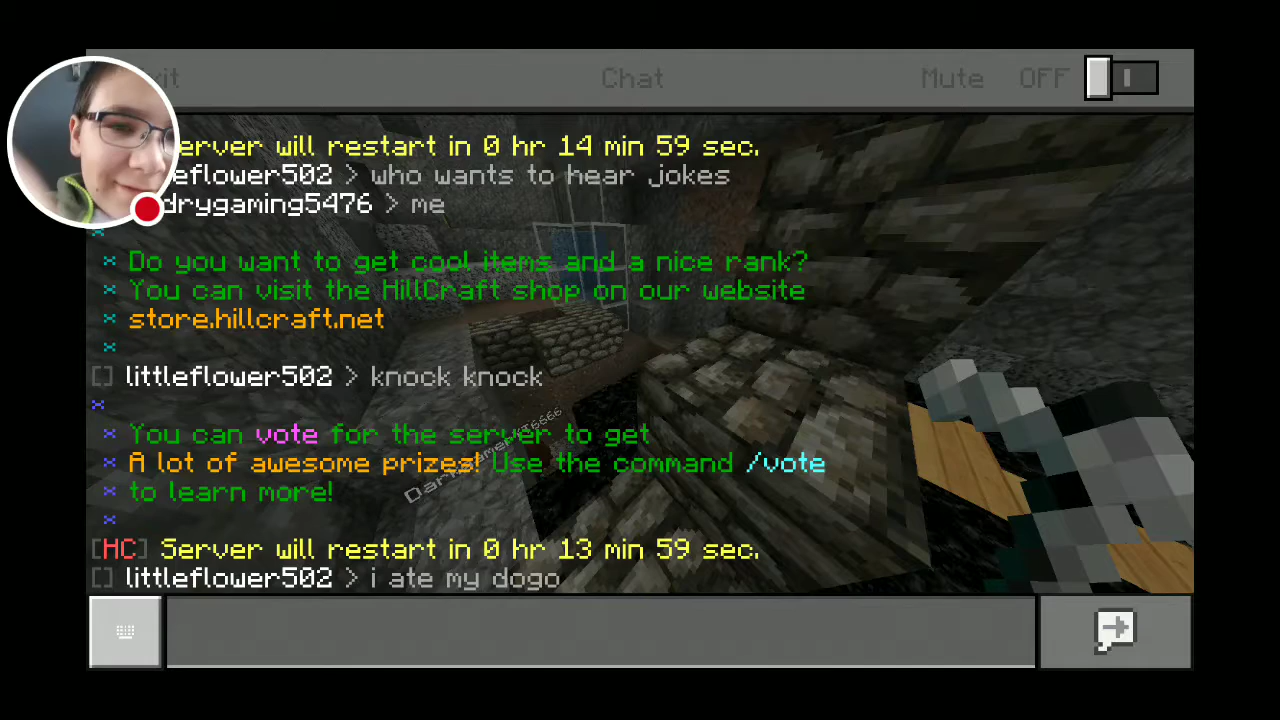 Chat
Mute OFF
erver will restart in 0 hr 14 min 59 sec.
eflower502 > who wants to hear jokes
drygaming5476 > me
× Do you want to get cool items and a nice rank?
× You can visit the HillCraft shop on our website
× store.hillcraft.net
[] littleflower502 > knock knock
× You can vote for the server to get
× A lot of awesome prizes! Use the command /vote
× to learn more!
[HC] Server will restart in 0 hr 13 min 59 sec.
[] littleflower502 > i ate my dogo